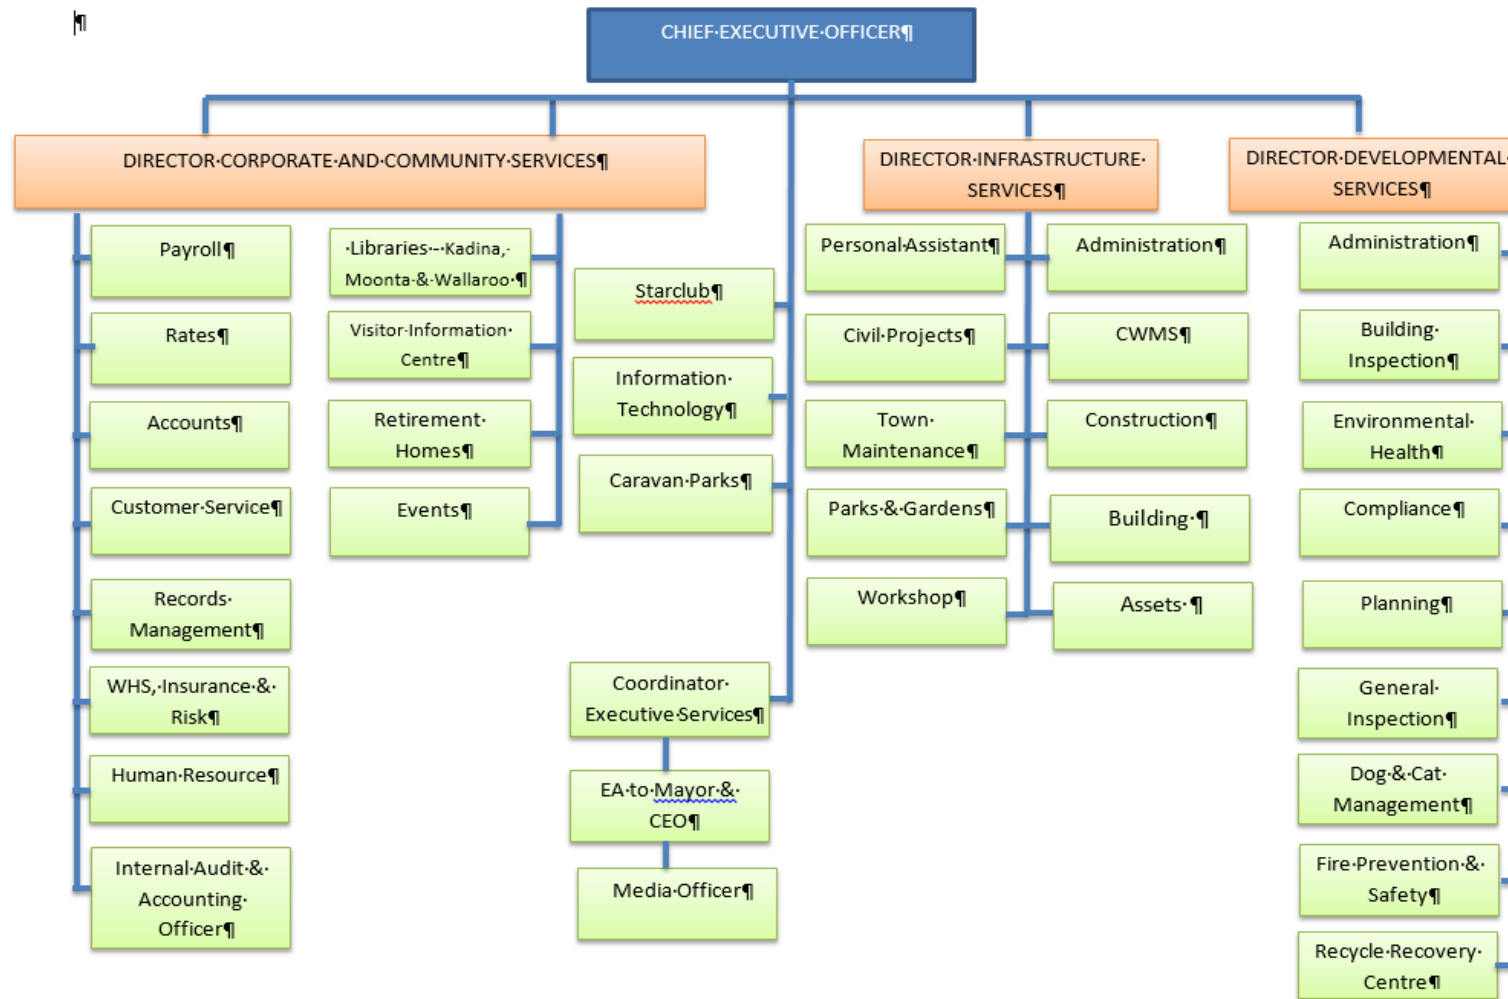 ¶
CHIEF·EXECUTIVE·OFFICER¶
DIRECTOR·CORPORATE·AND·COMMUNITY·SERVICES¶
Payroll¶
Rates¶
Accounts¶
Customer·Service¶
Records·
Management¶
WHS,·Insurance·&·
Risk¶
Human·Resource¶
Internal·Audit·&·
Accounting·
Officer¶
·Libraries·-·Kadina,·
Moonta·&·Wallaroo·¶
Visitor·Information·
Centre¶
Retirement·
Homes¶
Events¶
Starclub¶
Information·
Technology¶
Caravan·Parks¶
Coordinator·
Executive·Services¶
EA·to·Mayor·&·
CEO¶
Media·Officer¶
DIRECTOR·INFRASTRUCTURE·
SERVICES¶
Personal·Assistant¶
Civil·Projects¶
Town·
Maintenance¶
Parks·&·Gardens¶
Workshop¶
Administration¶
CWMS¶
Construction¶
Building·¶
Assets·¶
DIRECTOR·DEVELOPMENTAL·
SERVICES¶
Administration¶
Building·
Inspection¶
Environmental·
Health¶
Compliance¶
Planning¶
General·
Inspection¶
Dog·&·Cat·
Management¶
Fire·Prevention·&·
Safety¶
Recycle·Recovery·
Centre¶